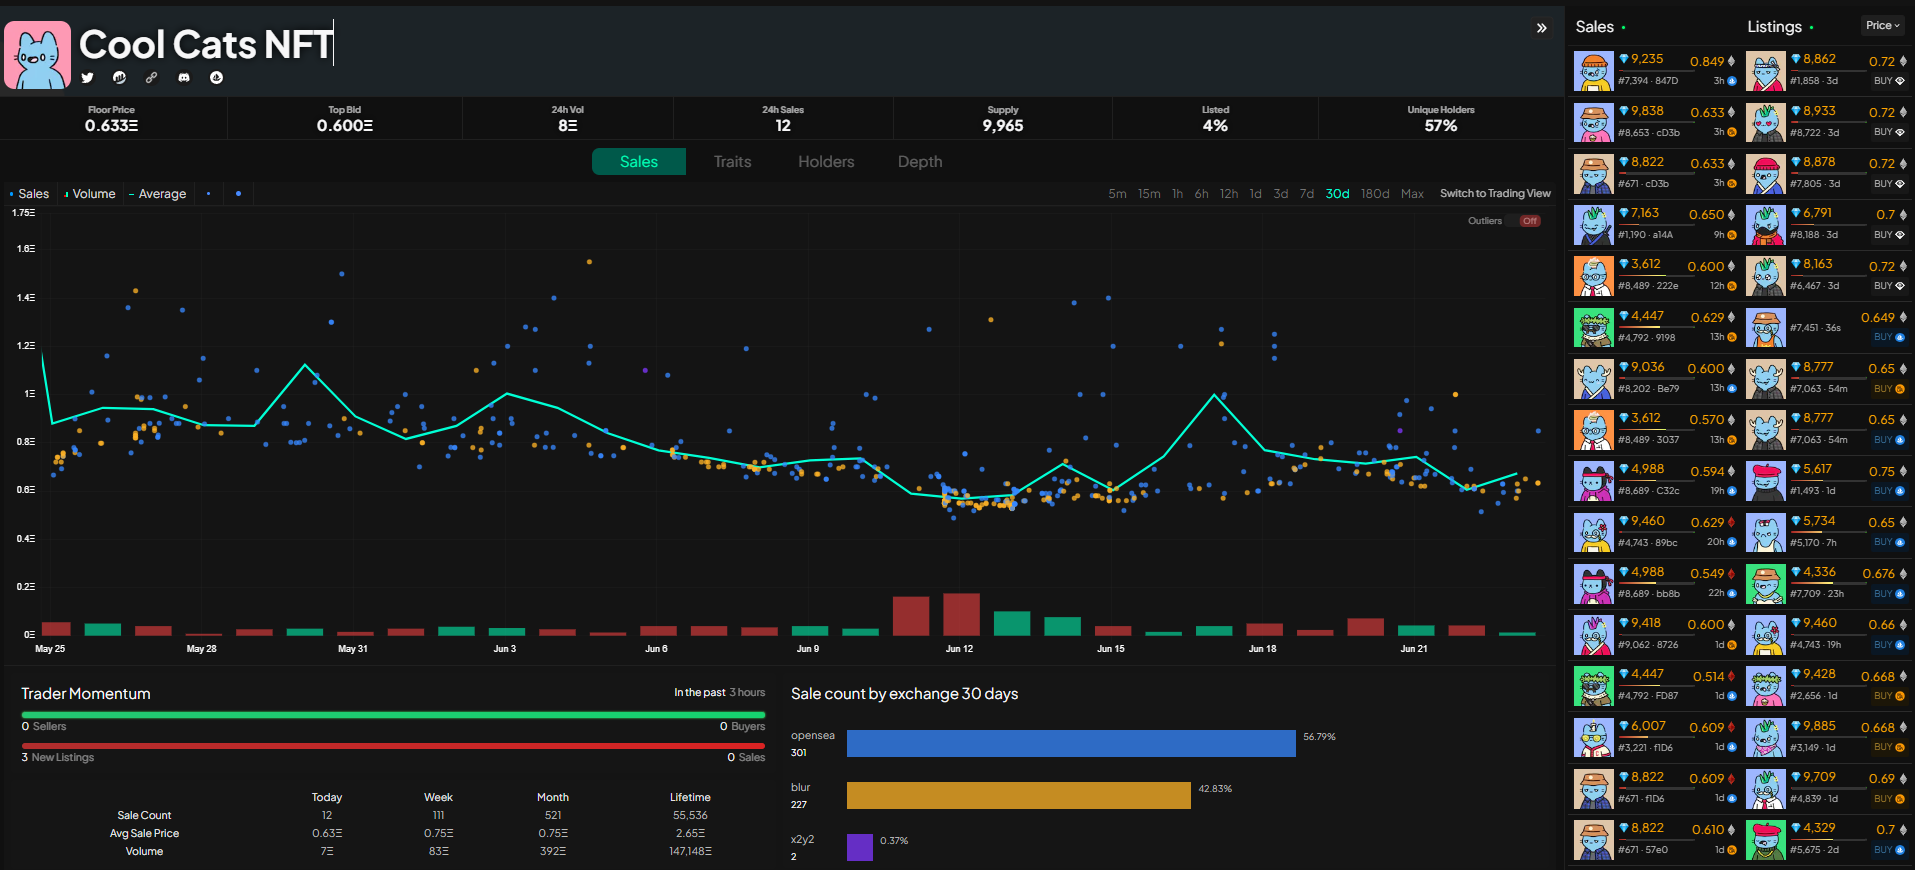 Cool Cats NFT
Floor Price
0.633Ξ
Top Bid
0.600Ξ
24h Vol
8Ξ
24h Sales
12
Supply
9,965
Listed
4%
Unique Holders
57%
Sales Traits Holders Depth
Sales Volume Average
5m 15m 1h 6h 12h 1d 3d 7d 30d 180d Max Switch to Trading View
Outliers Off
1.75Ξ
1.6Ξ
1.4Ξ
1.2Ξ
1Ξ
0.8Ξ
0.6Ξ
0.4Ξ
0.2Ξ
0Ξ
May 25 May 28 May 31 Jun 3 Jun 6 Jun 9 Jun 12 Jun 15 Jun 18 Jun 21
Trader Momentum
In the past 3 hours
0 Sellers 0 Buyers
3 New Listings 0 Sales
Today Week Month Lifetime
Sale Count 12 111 521 55,536
Avg Sale Price 0.63Ξ 0.75Ξ 0.75Ξ 2.65Ξ
Volume 7Ξ 83Ξ 392Ξ 147,148Ξ
Sale count by exchange 30 days
opensea
301
56.79%
blur
227
42.83%
x2y2
2
0.37%
Sales
9,235 0.849
#7,394 · 847D 3h
9,838 0.633
#8,653 · cD3b 3h
8,822 0.633
#671 · cD3b 3h
7,163 0.650
#1,190 · a14A 9h
3,612 0.600
#8,489 · 222e 12h
4,447 0.629
#4,792 · 9198 13h
9,036 0.600
#8,202 · Be79 13h
3,612 0.570
#8,489 · 3037 13h
4,988 0.594
#8,689 · C32c 19h
9,460 0.629
#4,743 · 89bc 20h
4,988 0.549
#8,689 · bb8b 22h
9,418 0.600
#9,062 · 8726 1d
4,447 0.514
#4,792 · FD87 1d
6,007 0.609
#3,221 · f1D6 1d
8,822 0.609
#671 · f1D6 1d
8,822 0.610
#671 · 57e0 1d
Listings Price
8,862 0.72
#1,858 · 3d BUY
8,933 0.72
#8,722 · 3d BUY
8,878 0.72
#7,805 · 3d BUY
6,791 0.7
#8,188 · 3d BUY
8,163 0.72
#6,467 · 3d BUY
0.649
#7,451 · 36s BUY
8,777 0.65
#7,063 · 54m BUY
8,777 0.65
#7,063 · 54m BUY
5,617 0.75
#1,493 · 1d BUY
5,734 0.65
#5,170 · 7h BUY
4,336 0.676
#7,709 · 23h BUY
9,460 0.66
#4,743 · 19h BUY
9,428 0.668
#2,656 · 1d BUY
9,885 0.668
#3,149 · 1d BUY
9,709 0.69
#4,839 · 1d BUY
4,329 0.7
#5,675 · 2d BUY